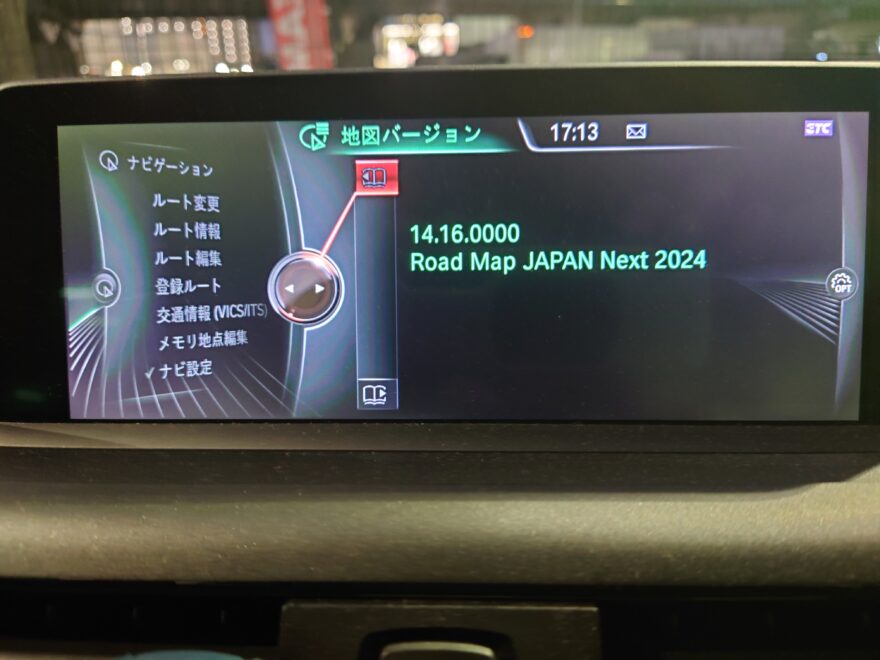 地図バージョン
17:13
ETC
ナビゲーション
ルート変更
ルート情報
ルート編集
登録ルート
交通情報 (VICS/ITS)
メモリ地点編集
✓ナビ設定
14.16.0000
Road Map JAPAN Next 2024
OPT